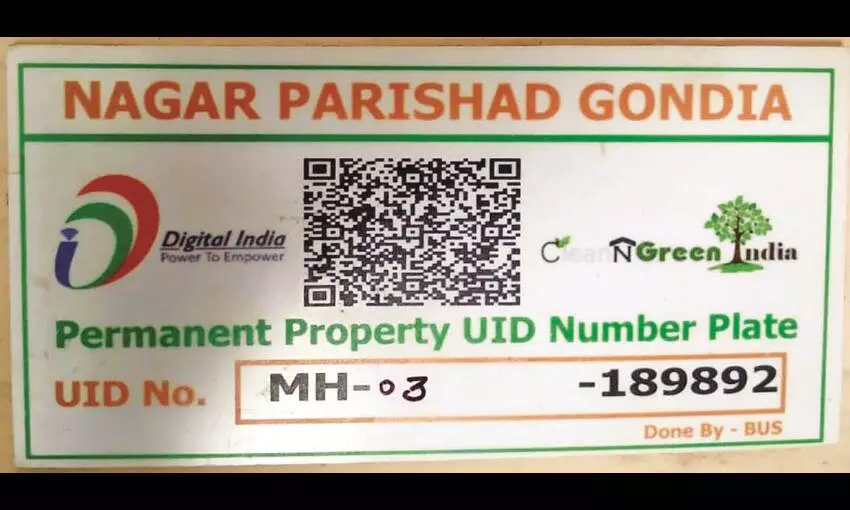 NAGAR PARISHAD GONDIA
Digital India
Power To Empower
Clean N Green India
Permanent Property UID Number Plate
UID No. MH-03 -189892
Done By - BUS